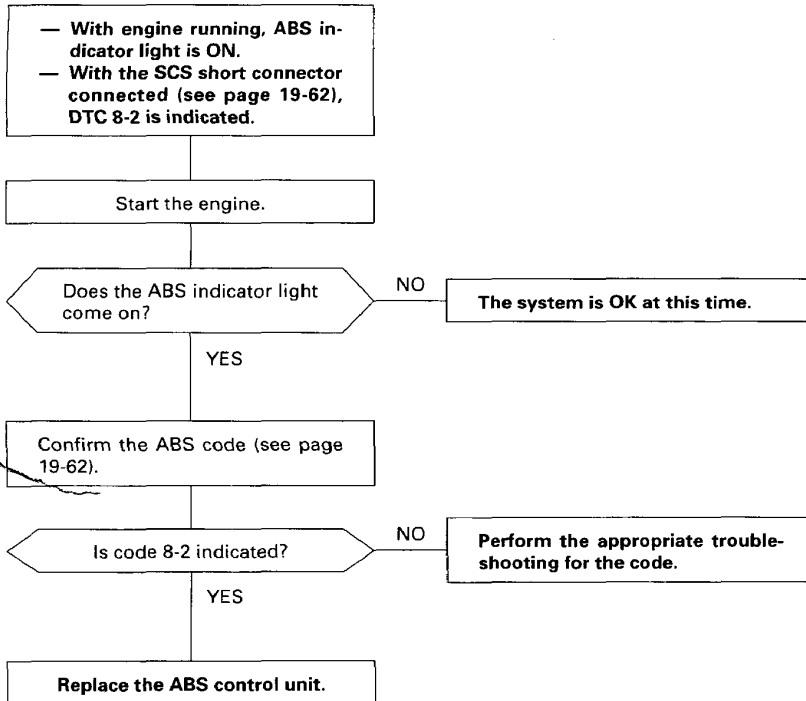 — With engine running, ABS in-
dicator light is ON.
— With the SCS short connector
connected (see page 19-62),
DTC 8-2 is indicated.
Start the engine.
Does the ABS indicator light
come on?
NO
The system is OK at this time.
YES
Confirm the ABS code (see page
19-62).
Is code 8-2 indicated?
NO
Perform the appropriate trouble-
shooting for the code.
YES
Replace the ABS control unit.